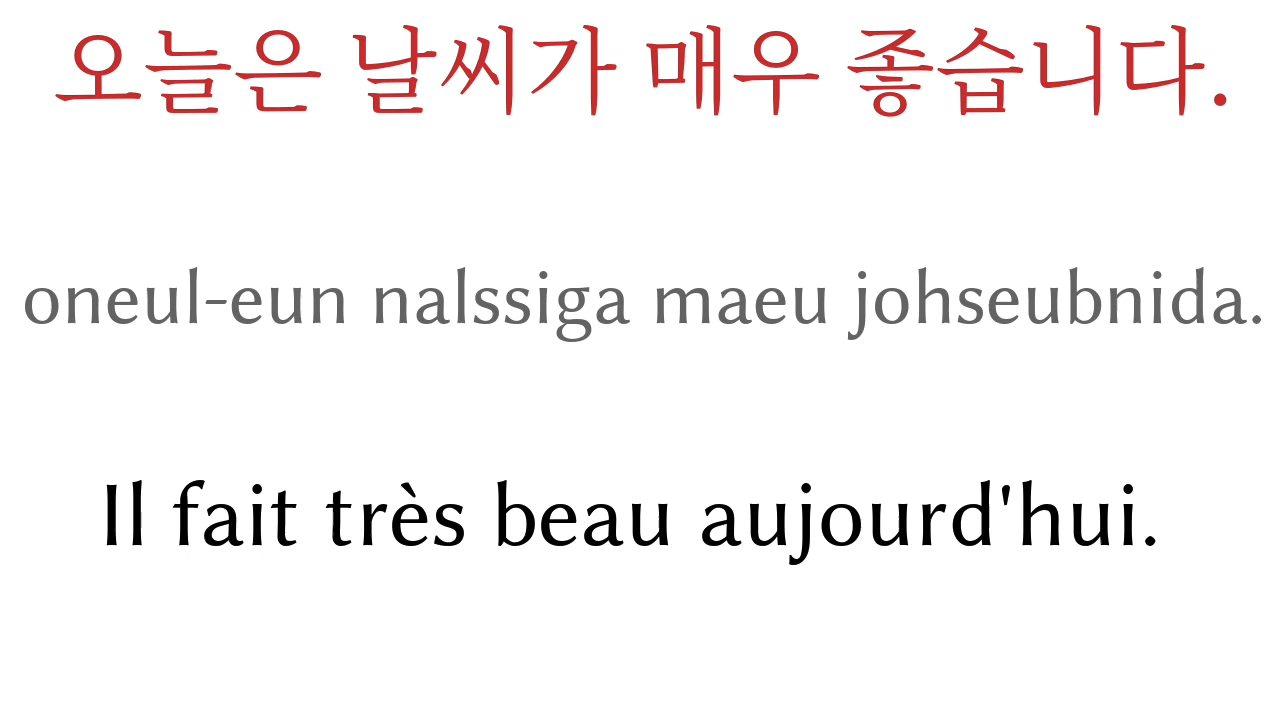 오늘은 날씨가 매우 좋습니다.
oneul-eun nalssiga maeu johseubnida.
Il fait très beau aujourd'hui.